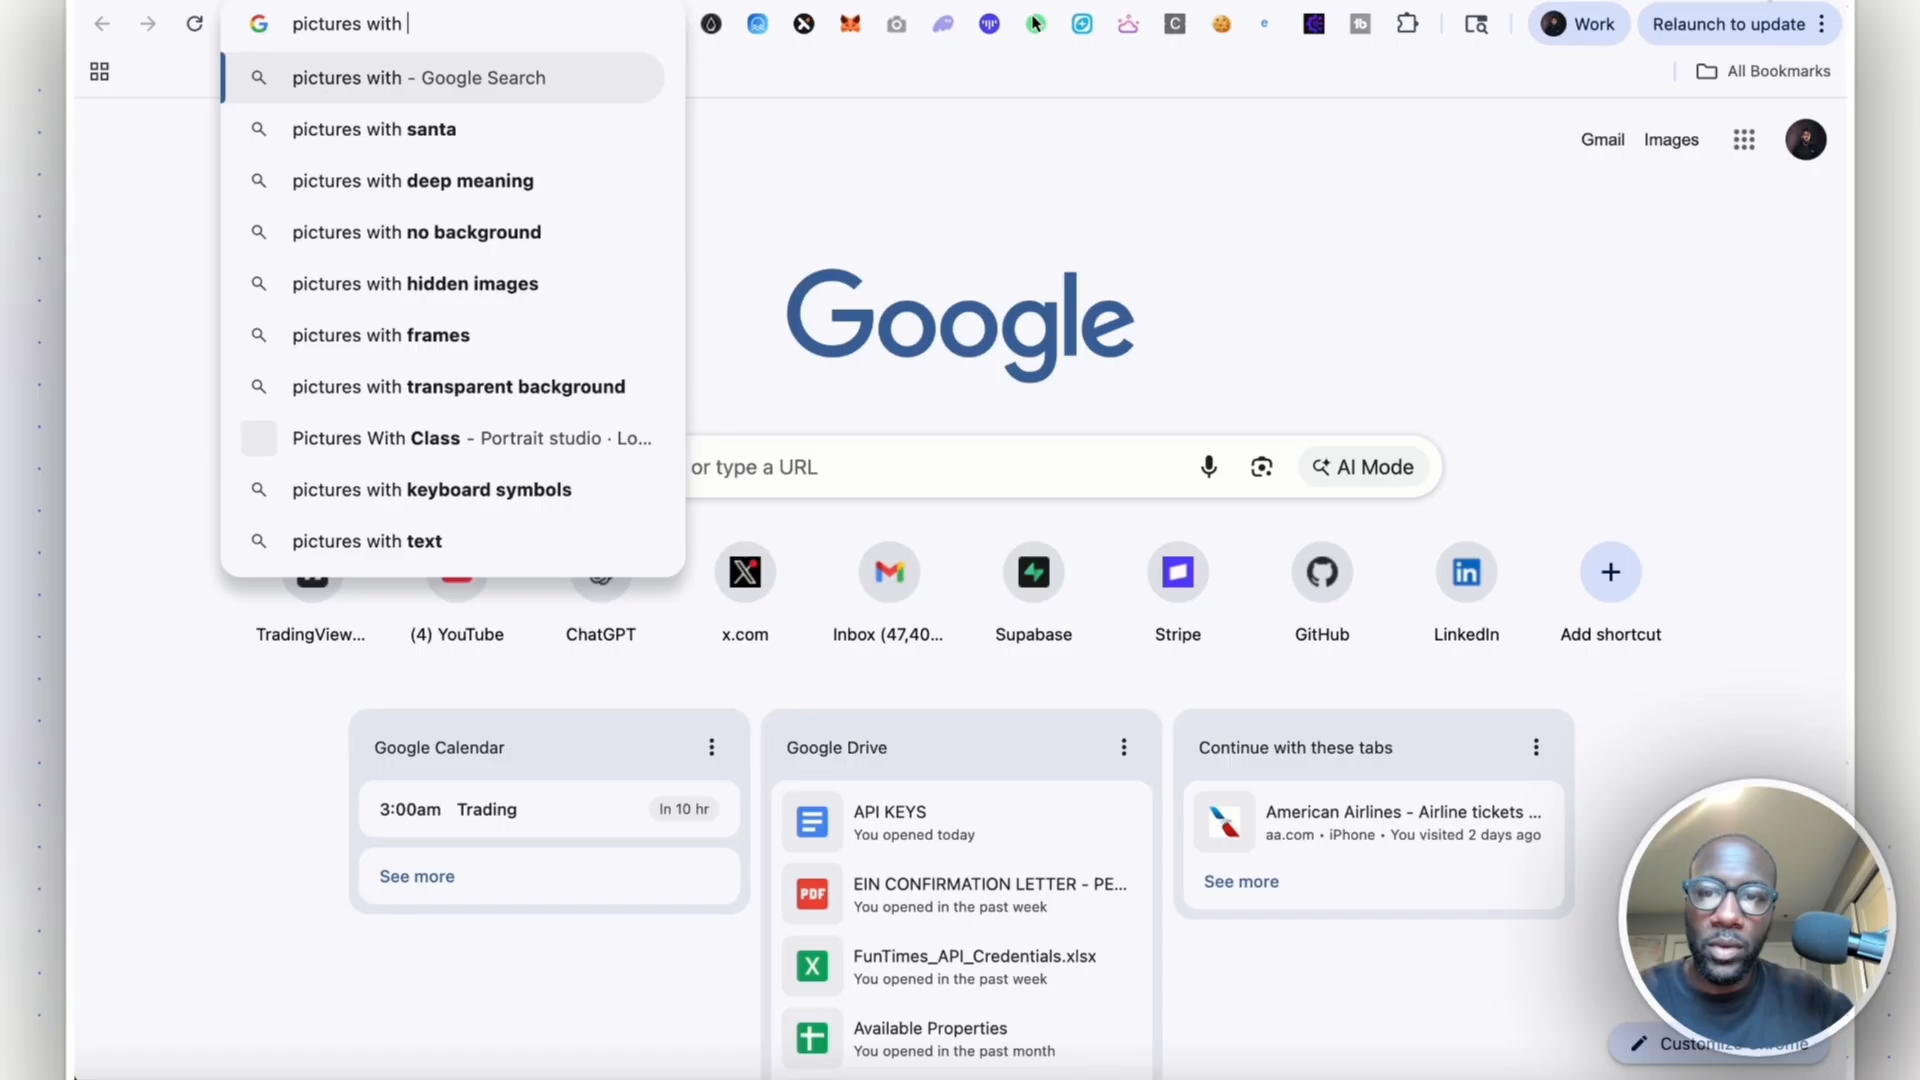 pictures with
Work
Relaunch to update
pictures with - Google Search
All Bookmarks
pictures with santa
Gmail
Images
pictures with deep meaning
pictures with no background
pictures with hidden images
Google
pictures with frames
pictures with transparent background
Pictures With Class - Portrait studio · Lo...
or type a URL
AI Mode
pictures with keyboard symbols
pictures with text
TradingView...
(4) YouTube
ChatGPT
x.com
Inbox (47,40...
Supabase
Stripe
GitHub
LinkedIn
Add shortcut
Google Calendar
3:00am Trading
In 10 hr
See more
Google Drive
API KEYS
You opened today
PDF
EIN CONFIRMATION LETTER - PE...
You opened in the past week
FunTimes_API_Credentials.xlsx
You opened in the past week
Available Properties
You opened in the past month
Continue with these tabs
American Airlines - Airline tickets ...
aa.com • iPhone • You visited 2 days ago
See more
Customize Chrome